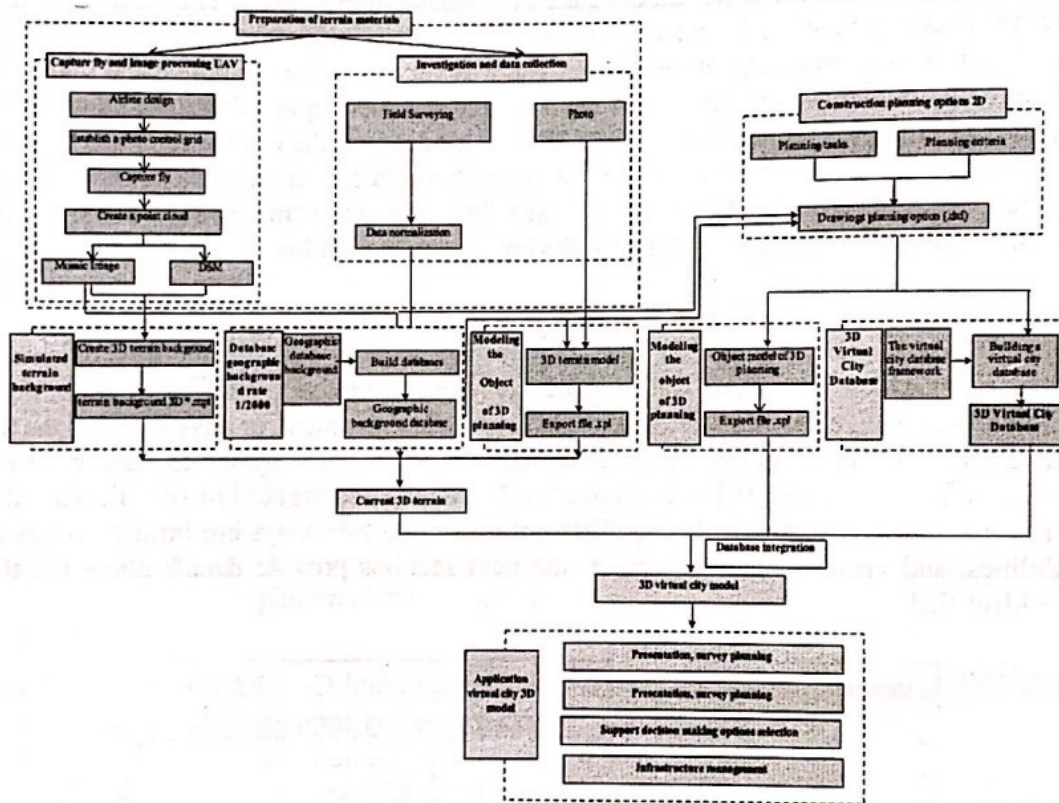 Preparation of terrain materials
Capture fly and Image processing UAV
Airline design
Establish a photo control grid
Capture fly
Create a point cloud
Mosaic image
DSM
Investigation and data collection
Field Surveying
Photo
Data normalization
Construction planning options 2D
Planning tasks
Planning criteria
Drawings planning option (.dxf)
Simulated
terrain
background
Create 3D terrain background
terrain background 3D *.mpt
Database
geographic
backgroun
d rate
1/2000
Geographic
database
background
Build databases
Geographic
background database
Modeling
the
Object
of 3D
planning
3D terrain model
Export file .xpl
Modeling
the
object
of 3D
planning
Object model of 3D
planning
Export file .xpl
3D
Virtual
City
Database
The virtual
city database
framework
Building a
virtual city
database
3D Virtual City
Database
Current 3D terrain
Database integration
3D virtual city model
Application
virtual city 3D
model
Presentation, survey planning
Presentation, survey planning
Support decision making options selection
Infrastructure management